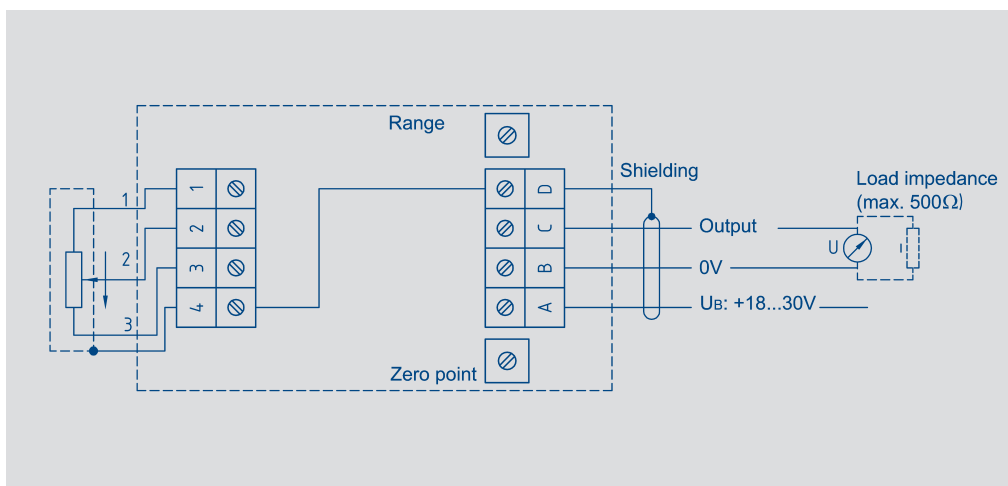 Range
Shielding
Load impedance
(max. 500Ω)
1
1
D
2
C
Output
U
I
2
3
B
0V
3
4
A
UB: +18...30V
Zero point